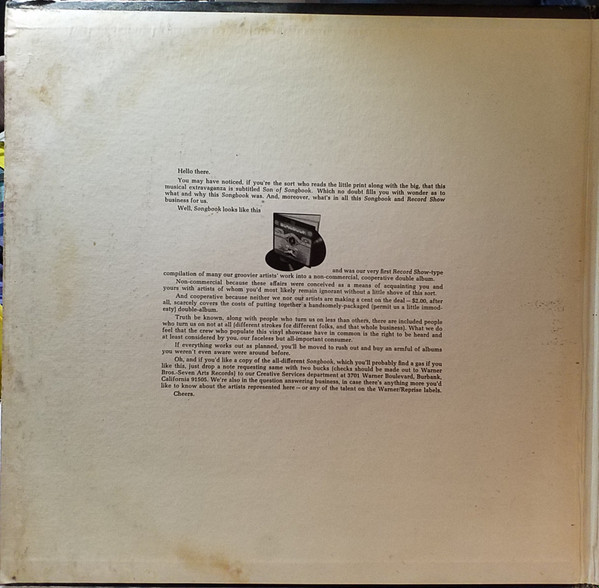 Hello there.
You may have noticed, if you're the sort who reads the little print along with the big, that this
musical extravaganza is subtitled Son of Songbook. Which no doubt fills you with wonder as to
what and why this Songbook was. And, moreover, what's in all this Songbook and Record Show
business for us.
Well, Songbook looks like this
and was our very first Record Show-type
compilation of many our groovier artists' work into a non-commercial, cooperative double album.
Non-commercial because these affairs were conceived as a means of acquainting you and
yours with artists of whom you'd most likely remain ignorant without a little shove of this sort.
And cooperative because neither we nor our artists are making a cent on the deal—$2.00, after
all, scarcely covers the costs of putting together a handsomely-packaged (permit us a little immod-
esty) double-album.
Truth be known, along with people who turn us on less than others, there are included people
who turn us on not at all (different strokes for different folks, and that whole business). What we do
feel that the crew who populate this vinyl showcase have in common is the right to be heard and
at least considered by you, our faceless but all-important consumer.
If everything works out as planned, you'll be moved to rush out and buy an armful of albums
you weren't even aware were around before.
Oh, and if you'd like a copy of the all-different Songbook, which you'll probably find a gas if you
like this, just drop a note requesting same with two bucks (checks should be made out to Warner
Bros.-Seven Arts Records) to our Creative Services department at 3701 Warner Boulevard, Burbank,
California 91505. We're also in the question answering business, in case there's anything more you'd
like to know about the artists represented here—or any of the talent on the Warner/Reprise labels.
Cheers.